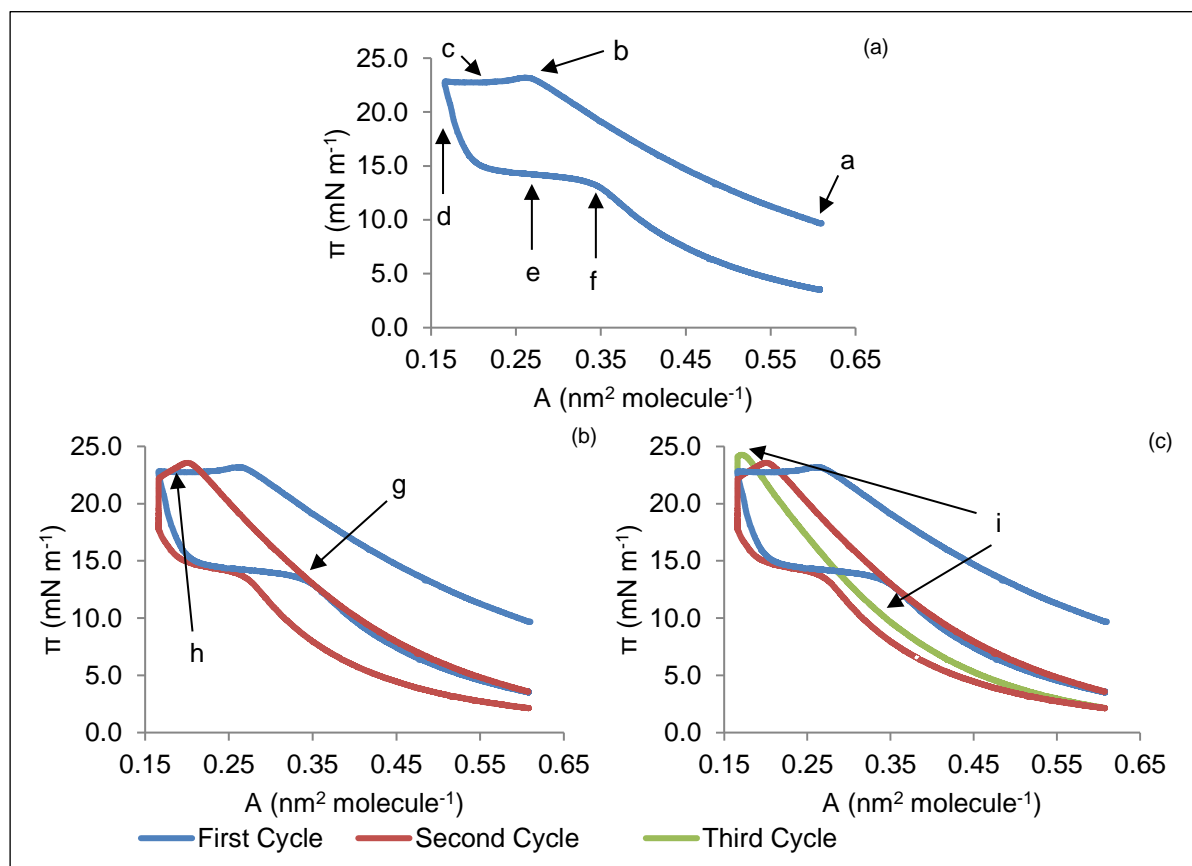 (a)
c
b
25.0
20.0
15.0
10.0
5.0
0.0
a
d
e
f
π (mN m-1)
0.15 0.25 0.35 0.45 0.55 0.65
A (nm2 molecule-1)
(b)
25.0
20.0
15.0
10.0
5.0
0.0
g
h
π (mN m-1)
0.15 0.25 0.35 0.45 0.55 0.65
A (nm2 molecule-1)
(c)
25.0
20.0
15.0
10.0
5.0
0.0
i
π (mN m-1)
0.15 0.25 0.35 0.45 0.55 0.65
A (nm2 molecule-1)
First Cycle Second Cycle Third Cycle